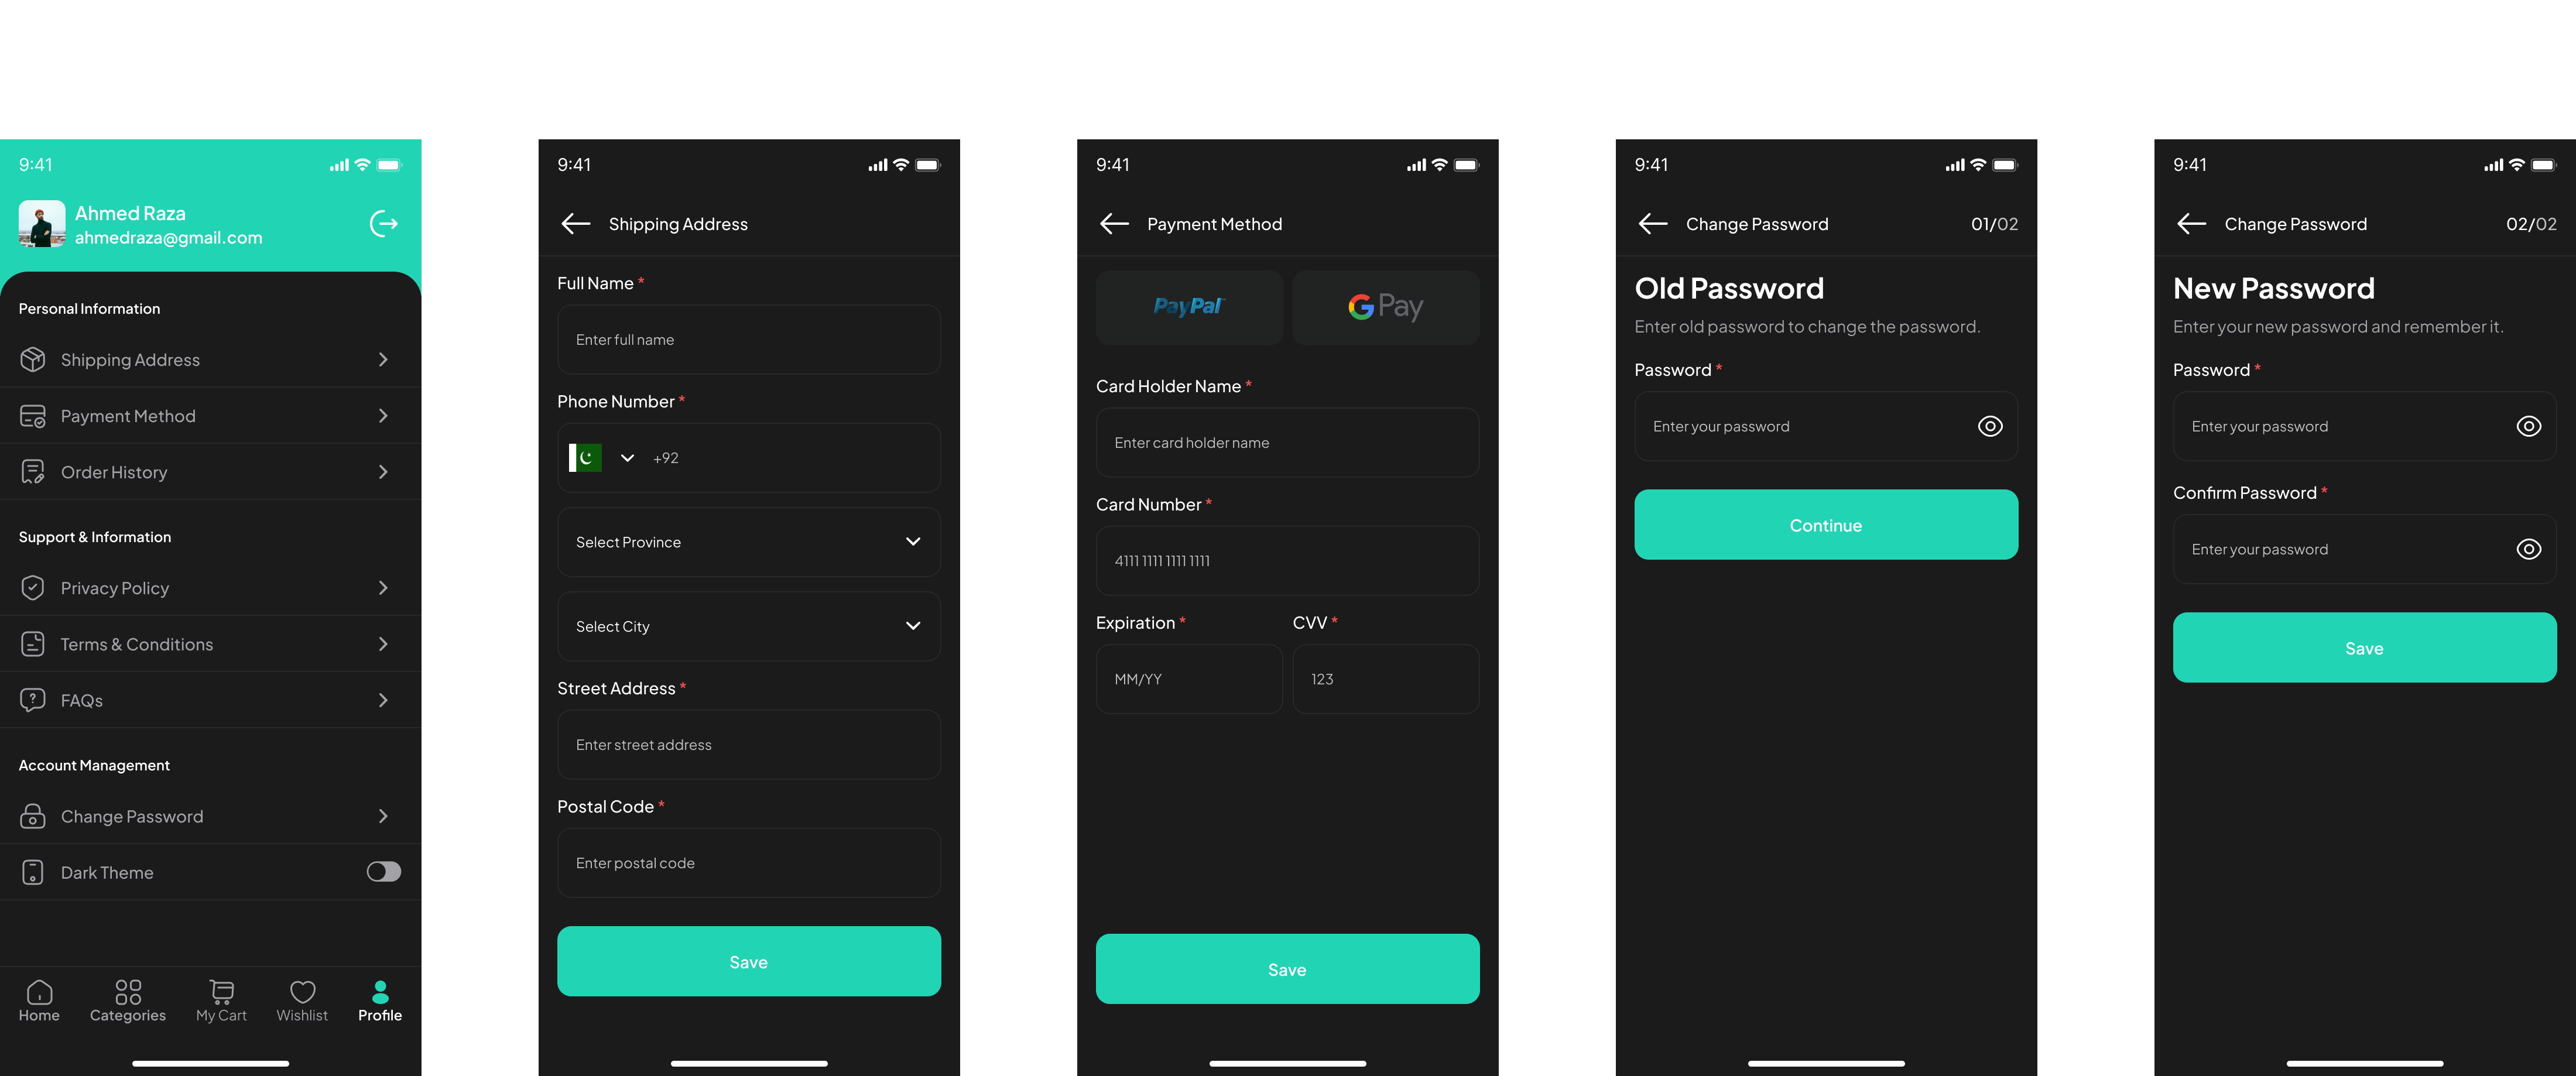 9:41
Ahmed Raza
ahmedraza@gmail.com
Personal Information
Shipping Address
Payment Method
Order History
Support & Information
Privacy Policy
Terms & Conditions
FAQs
Account Management
Change Password
Dark Theme
Home
Categories
My Cart
Wishlist
Profile
9:41
Shipping Address
Full Name *
Enter full name
Phone Number *
+92
Select Province
Select City
Street Address *
Enter street address
Postal Code *
Enter postal code
Save
9:41
Payment Method
PayPal
G Pay
Card Holder Name *
Enter card holder name
Card Number *
4111 1111 1111 1111
Expiration *
CVV *
MM/YY
123
Save
9:41
Change Password
01/02
Old Password
Enter old password to change the password.
Password *
Enter your password
Continue
9:41
Change Password
02/02
New Password
Enter your new password and remember it.
Password *
Enter your password
Confirm Password *
Enter your password
Save